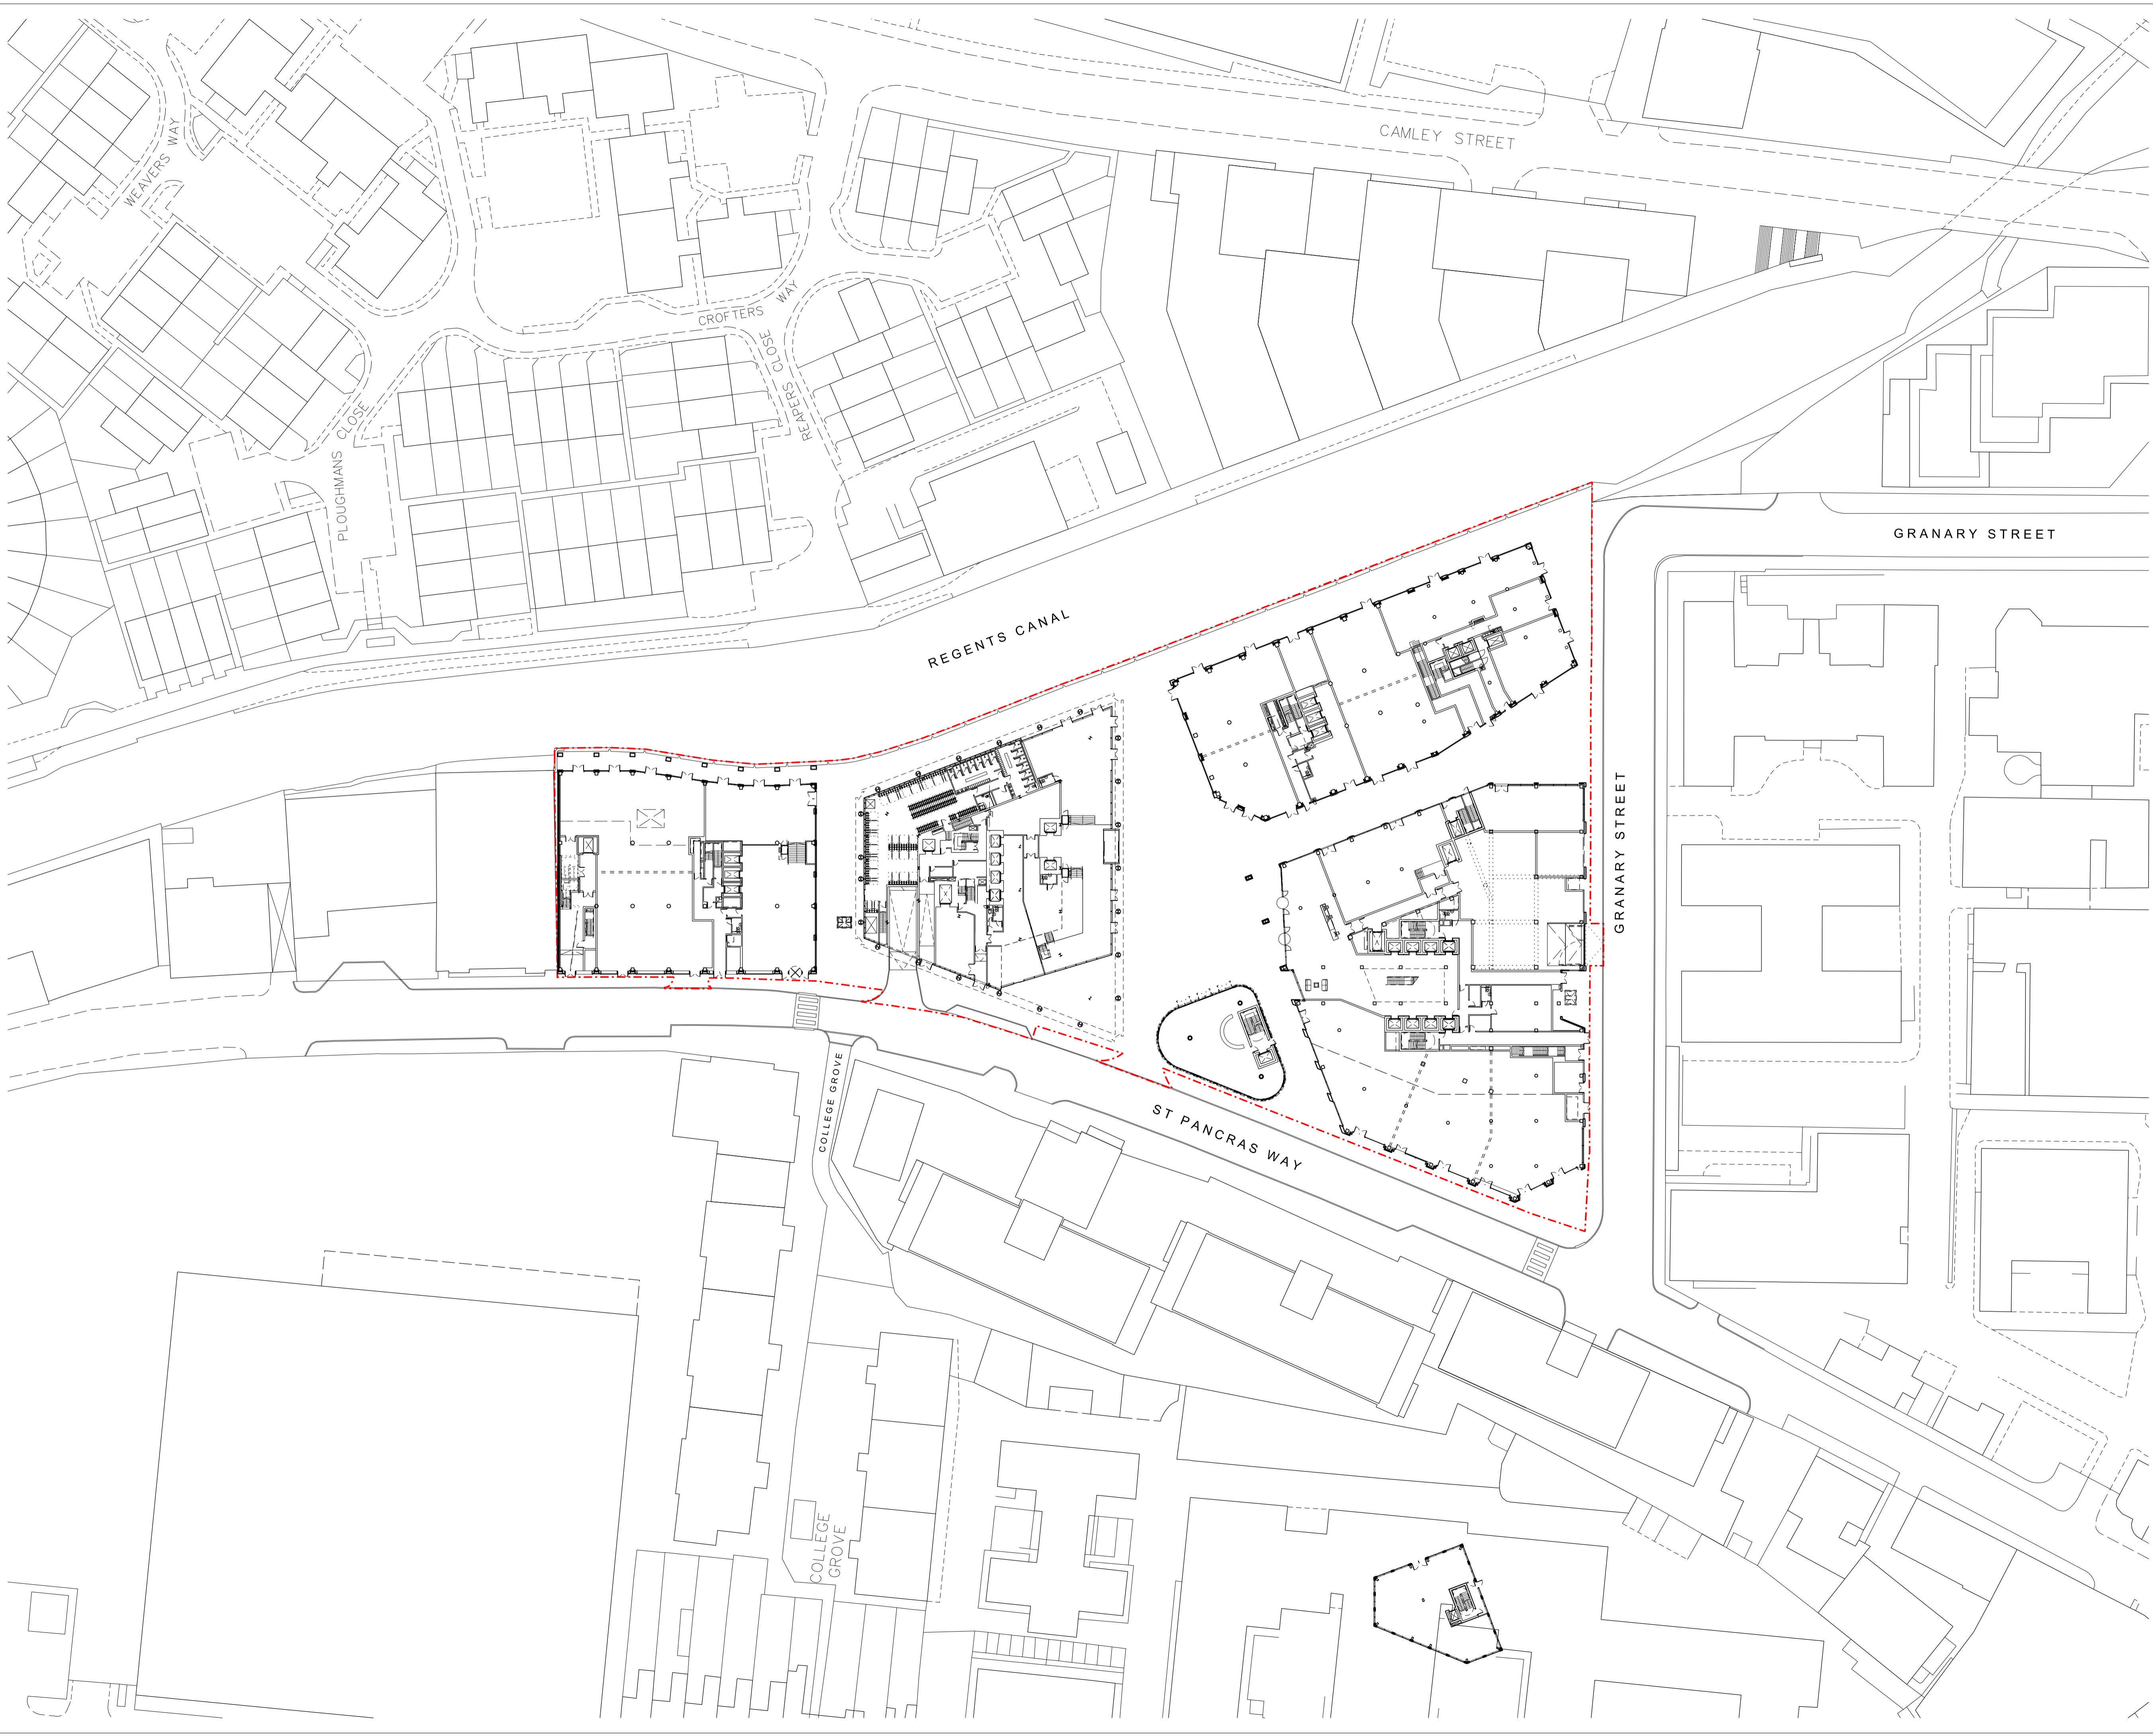 CAMLEY STREET
WEAVERS WAY
CROFTERS WAY
REAPERS CLOSE
PLOUGHMANS CLOSE
GRANARY STREET
REGENTS CANAL
GRANARY STREET
COLLEGE GROVE
ST PANCRAS WAY
COLLEGE
GROVE